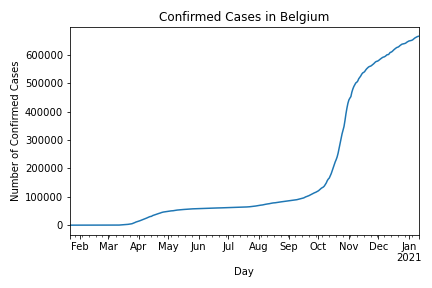 Confirmed Cases in Belgium
Number of Confirmed Cases
600000
500000
400000
300000
200000
100000
0
Feb Mar Apr May Jun Jul Aug Sep Oct Nov Dec Jan
2021
Day